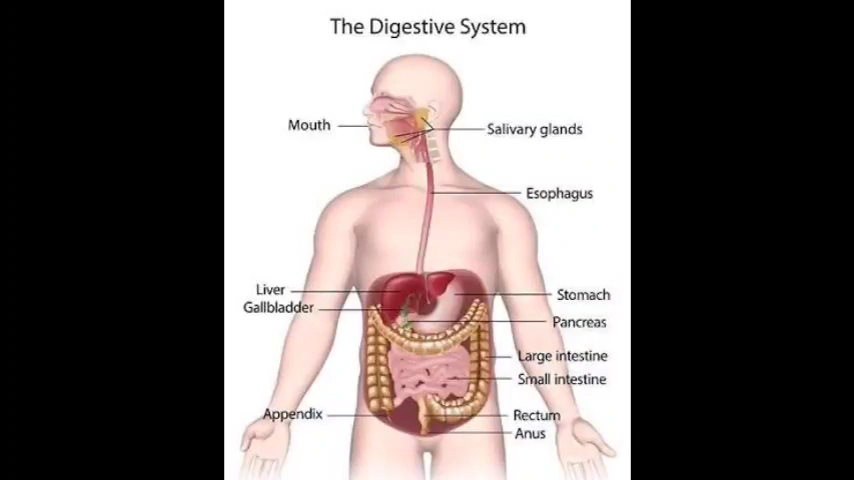 The Digestive System
Mouth
Salivary glands
Esophagus
Liver
Gallbladder
Stomach
Pancreas
Large intestine
Small intestine
Appendix
Rectum
Anus